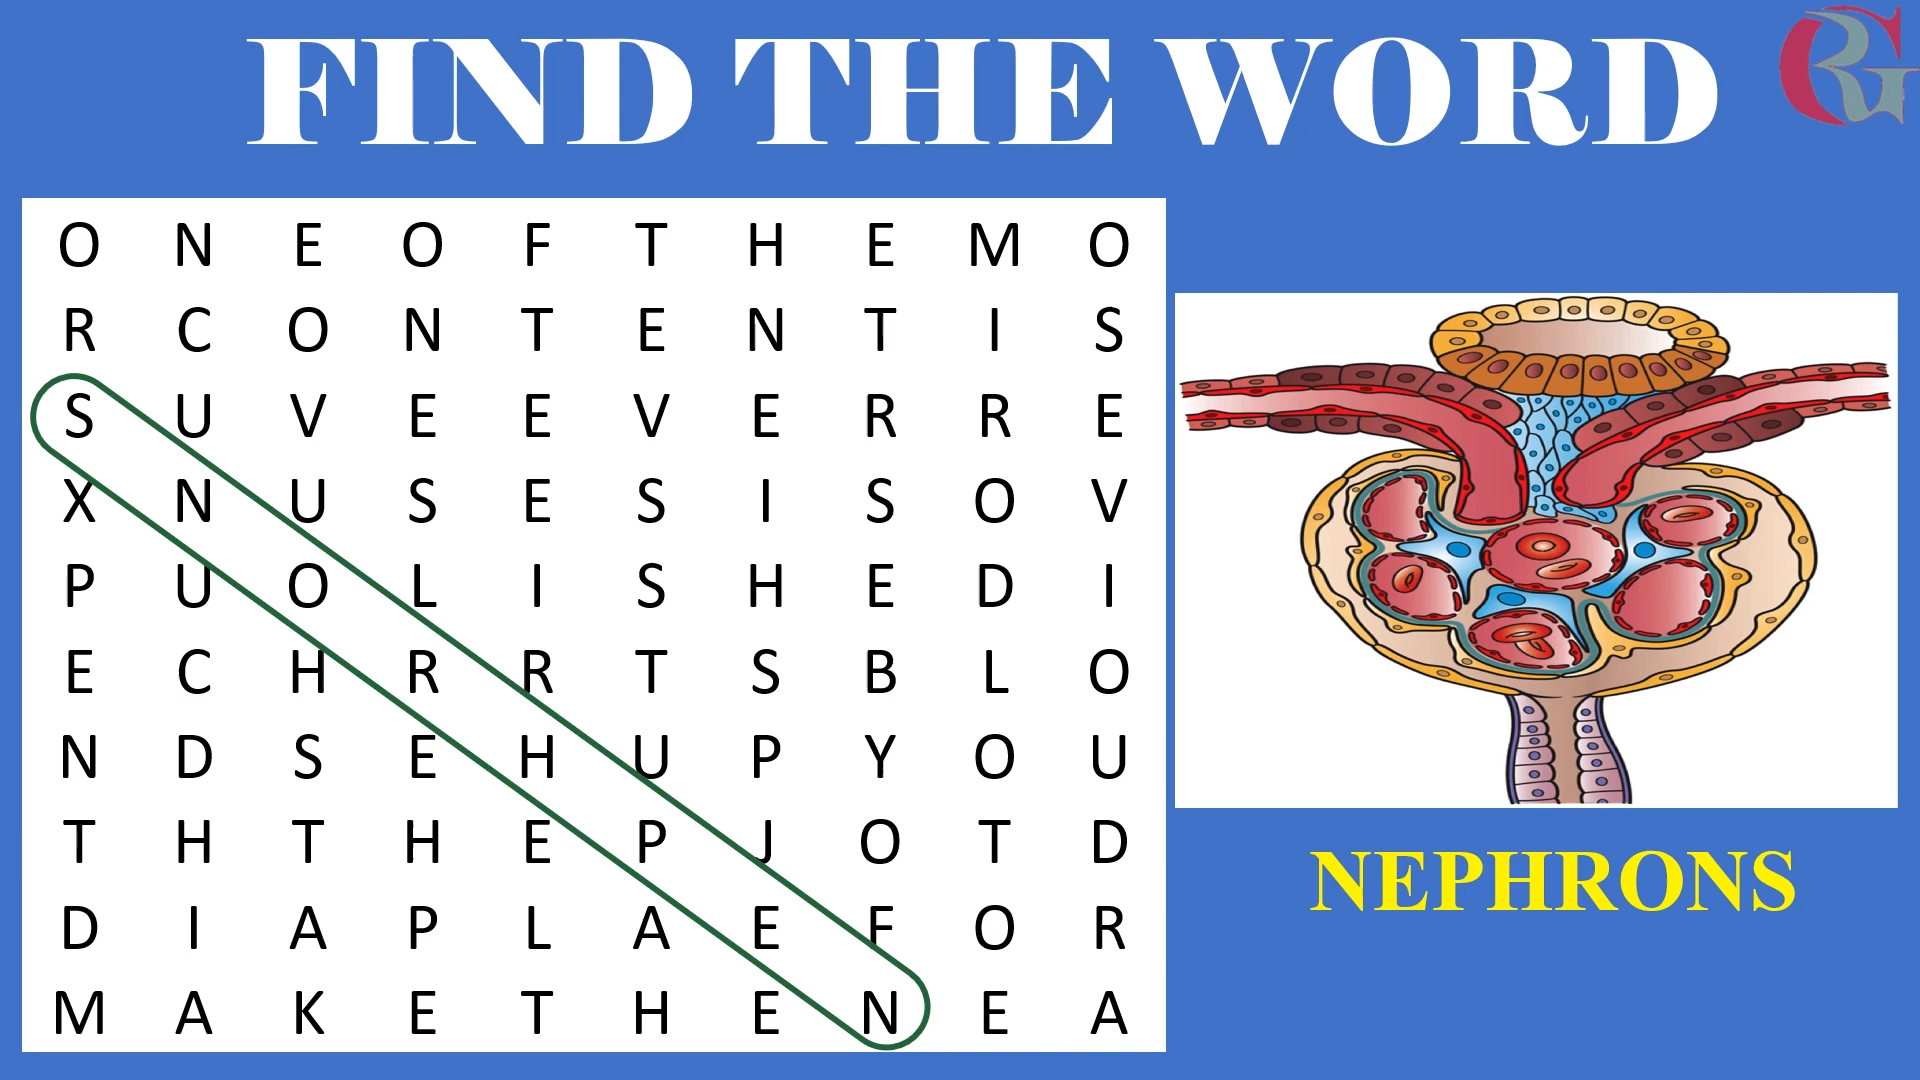 FIND THE WORD
O N E O F T H E M O
R C O N T E N T I S
S U V E E V E R R E
X N U S E S I S O V
P U O L I S H E D I
E C H R R T S B L O
N D S E H U P Y O U
T H T H E P J O T D
D I A P L A E F O R
M A K E T H E N E A
NEPHRONS